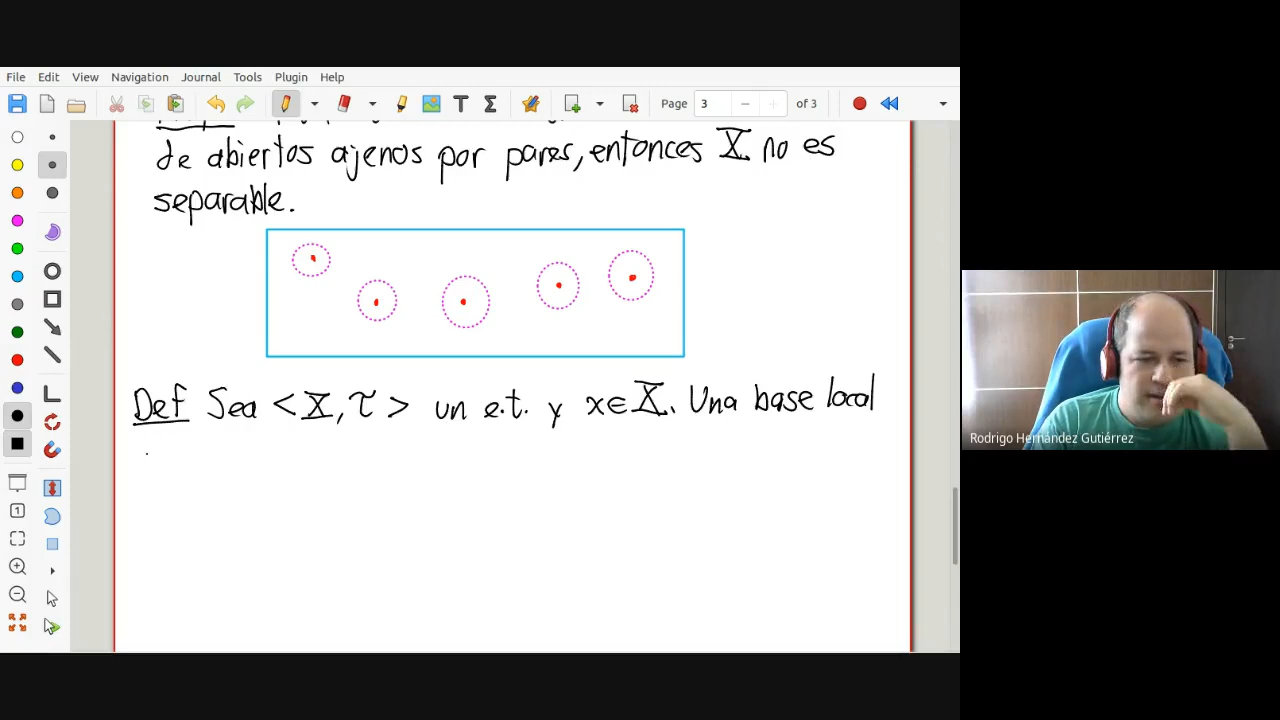 File Edit View Navigation Journal Tools Plugin Help
Page 3 of 3
de abiertos ajenos por pares, entonces X no es
separable.
Def Sea <X, τ> un e.t. y x∈X. Una base local
1
Rodrigo Hernández Gutiérrez